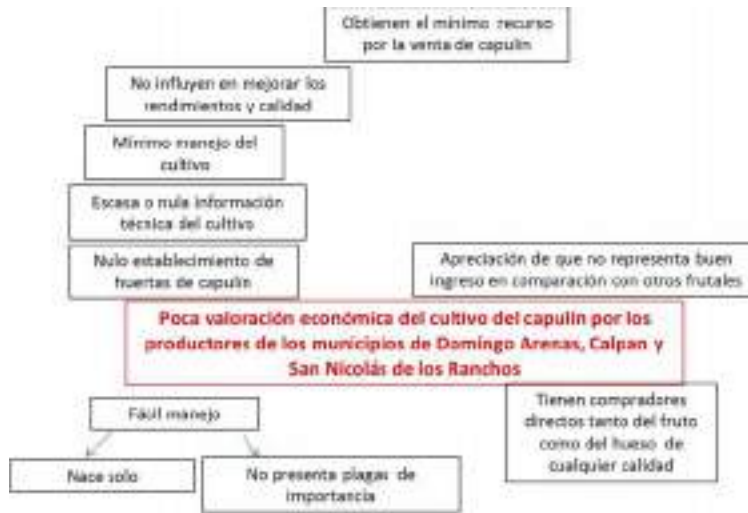 Obtienen el mínimo recurso
por la venta de capulín
No influyen en mejorar los
rendimientos y calidad
Mínimo manejo del
cultivo
Escasa o nula información
técnica del cultivo
Nulo establecimiento de
huertas de capulín
Apreciación de que no representa buen
ingreso en comparación con otros frutales
Poca valoración económica del cultivo del capulín por los
productores de los municipios de Domingo Arenas, Calpan y
San Nicolás de los Ranchos
Fácil manejo
Nace solo
No presenta plagas de
importancia
Tienen compradores
directos tanto del fruto
como del hueso de
cualquier calidad